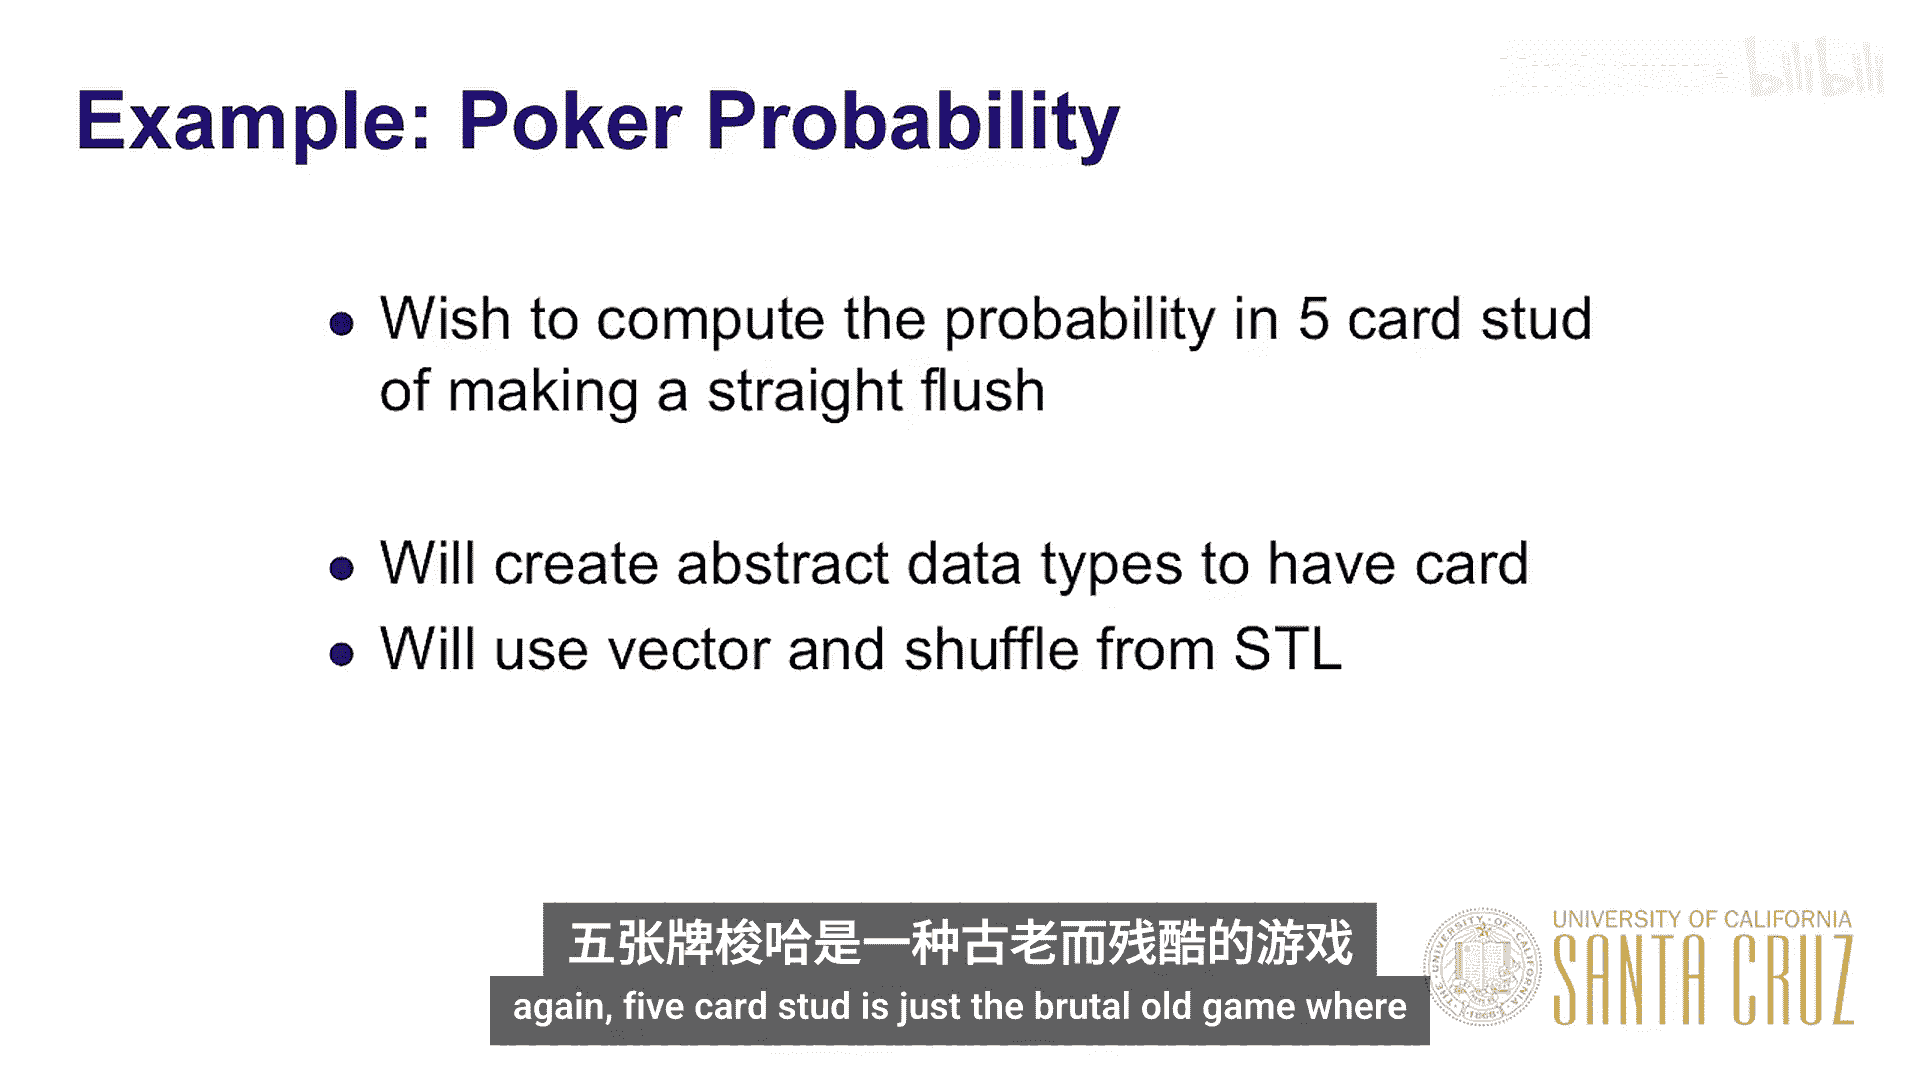 bilibili
Example: Poker Probability
• Wish to compute the probability in 5 card stud
of making a straight flush
• Will create abstract data types to have card
• Will use vector and shuffle from STL
五张牌梭哈是一种古老而残酷的游戏
again, five card stud is just the brutal old game where
UNIVERSITY OF CALIFORNIA
SANTA CRUZ